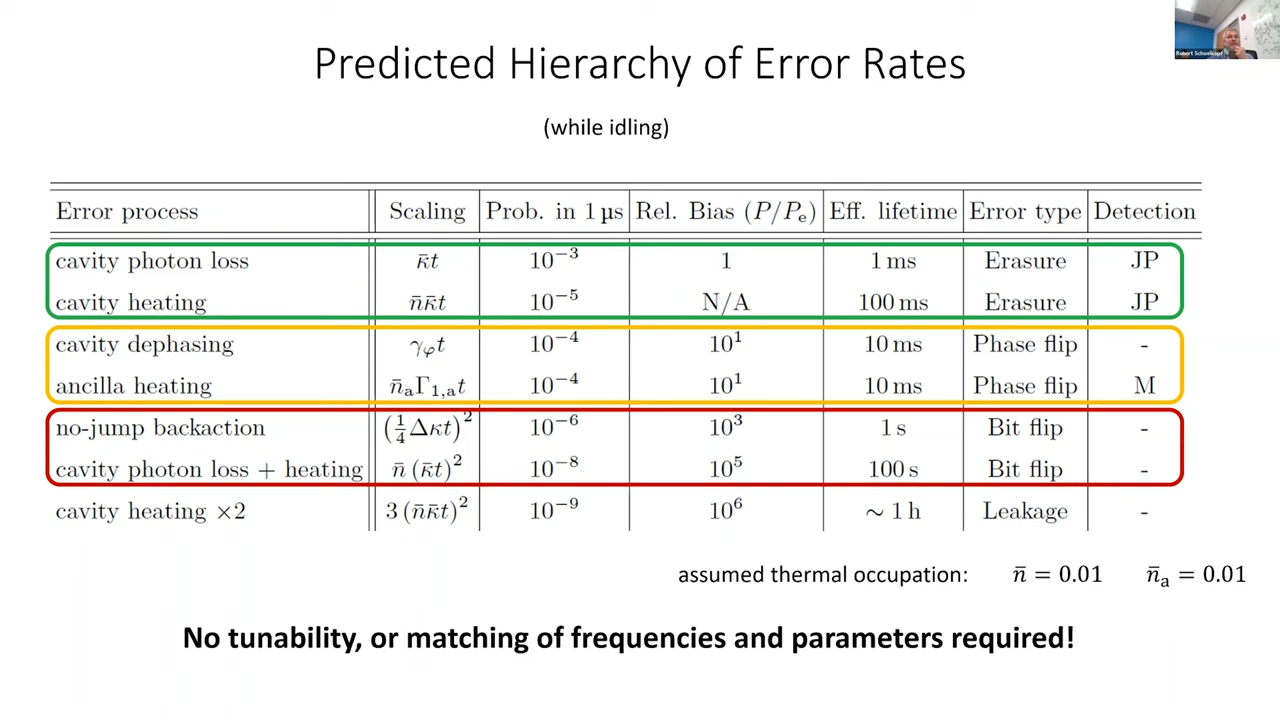 Robert Schoelkopf
Predicted Hierarchy of Error Rates
(while idling)
Error process Scaling Prob. in 1 µs Rel. Bias (P/Pₑ) Eff. lifetime Error type Detection
cavity photon loss κ̄t 10⁻³ 1 1 ms Erasure JP
cavity heating n̄κ̄t 10⁻⁵ N/A 100 ms Erasure JP
cavity dephasing γᵩt 10⁻⁴ 10¹ 10 ms Phase flip -
ancilla heating n̄ₐΓ₁,ₐt 10⁻⁴ 10¹ 10 ms Phase flip M
no-jump backaction (¼Δκt)² 10⁻⁶ 10³ 1 s Bit flip -
cavity photon loss + heating n̄ (κ̄t)² 10⁻⁸ 10⁵ 100 s Bit flip -
cavity heating ×2 3 (n̄κ̄t)² 10⁻⁹ 10⁶ ∼ 1 h Leakage -
assumed thermal occupation: n̄ = 0.01 n̄ₐ = 0.01
No tunability, or matching of frequencies and parameters required!